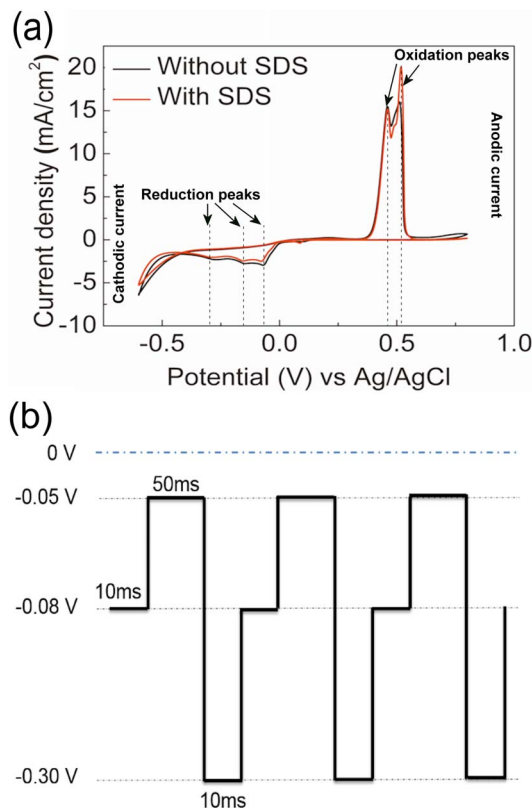 (a)
Without SDS
With SDS
Oxidation peaks
Reduction peaks
Cathodic current
Anodic current
Current density (mA/cm²)
20
15
10
5
0
-5
-10
-0.5
0.0
0.5
1.0
Potential (V) vs Ag/AgCl
(b)
0 V
-0.05 V
50ms
10ms
-0.08 V
-0.30 V
10ms